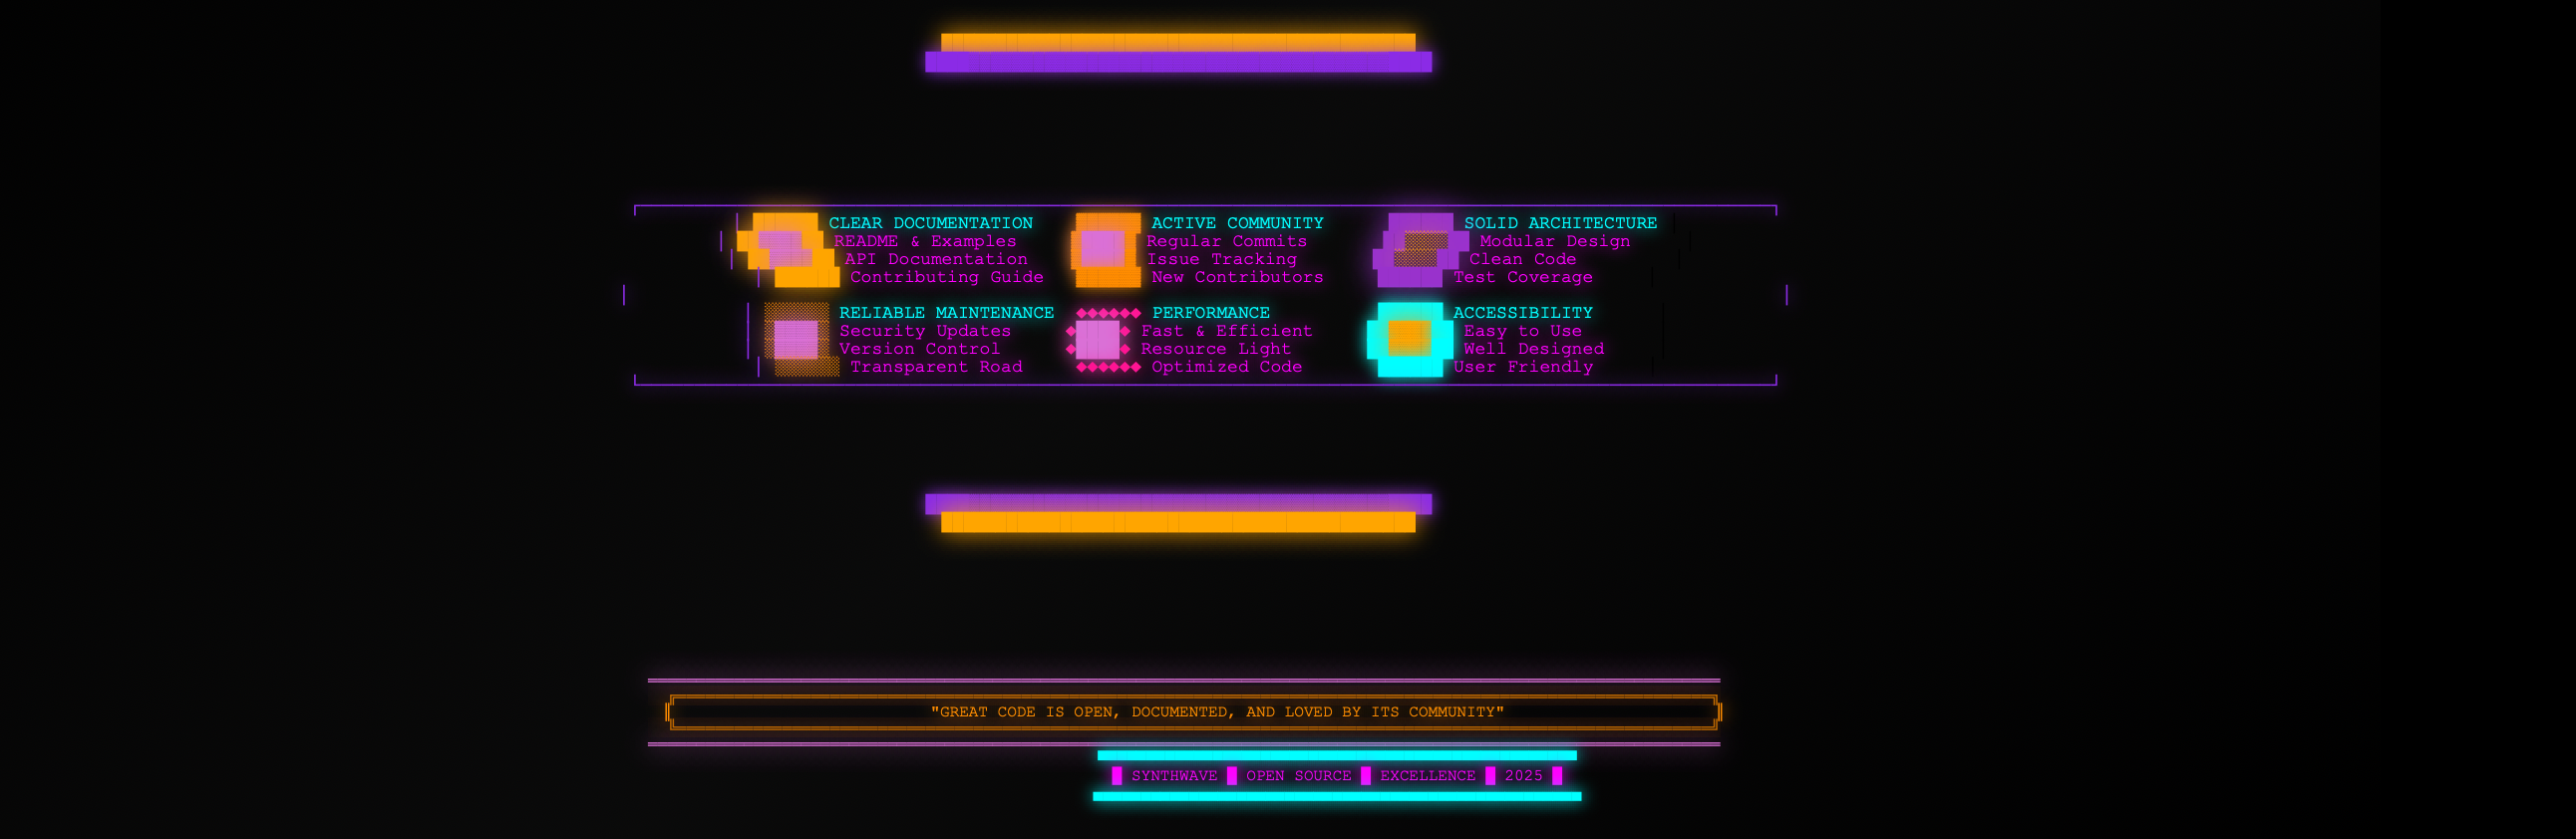 CLEAR DOCUMENTATION
README & Examples
API Documentation
Contributing Guide
ACTIVE COMMUNITY
Regular Commits
Issue Tracking
New Contributors
SOLID ARCHITECTURE
Modular Design
Clean Code
Test Coverage
RELIABLE MAINTENANCE
Security Updates
Version Control
Transparent Road
PERFORMANCE
Fast & Efficient
Resource Light
Optimized Code
ACCESSIBILITY
Easy to Use
Well Designed
User Friendly
"GREAT CODE IS OPEN, DOCUMENTED, AND LOVED BY ITS COMMUNITY"
█ SYNTHWAVE █ OPEN SOURCE █ EXCELLENCE █ 2025 █